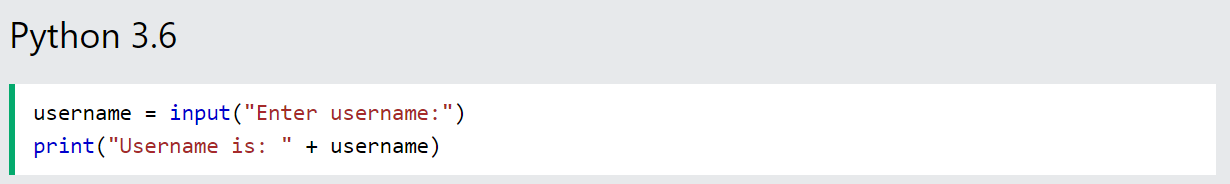 Python 3.6
username = input("Enter username:")
print("Username is: " + username)